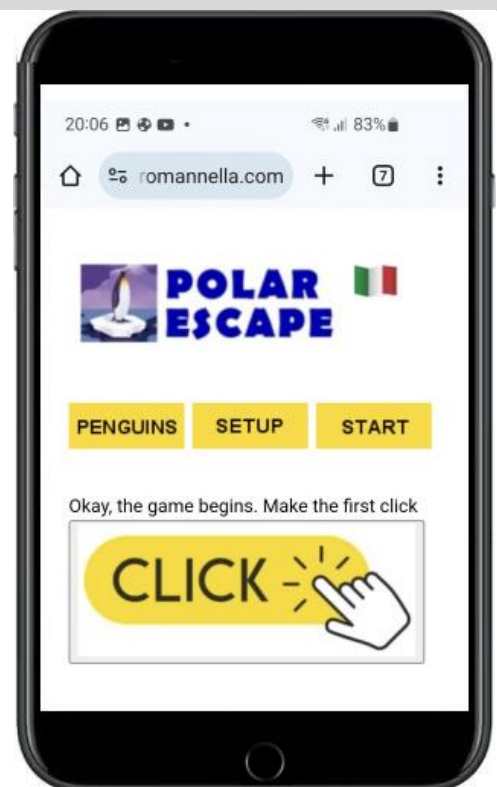 20:06
83%
romannella.com
7
POLAR
ESCAPE
PENGUINS SETUP START
Okay, the game begins. Make the first click
CLICK